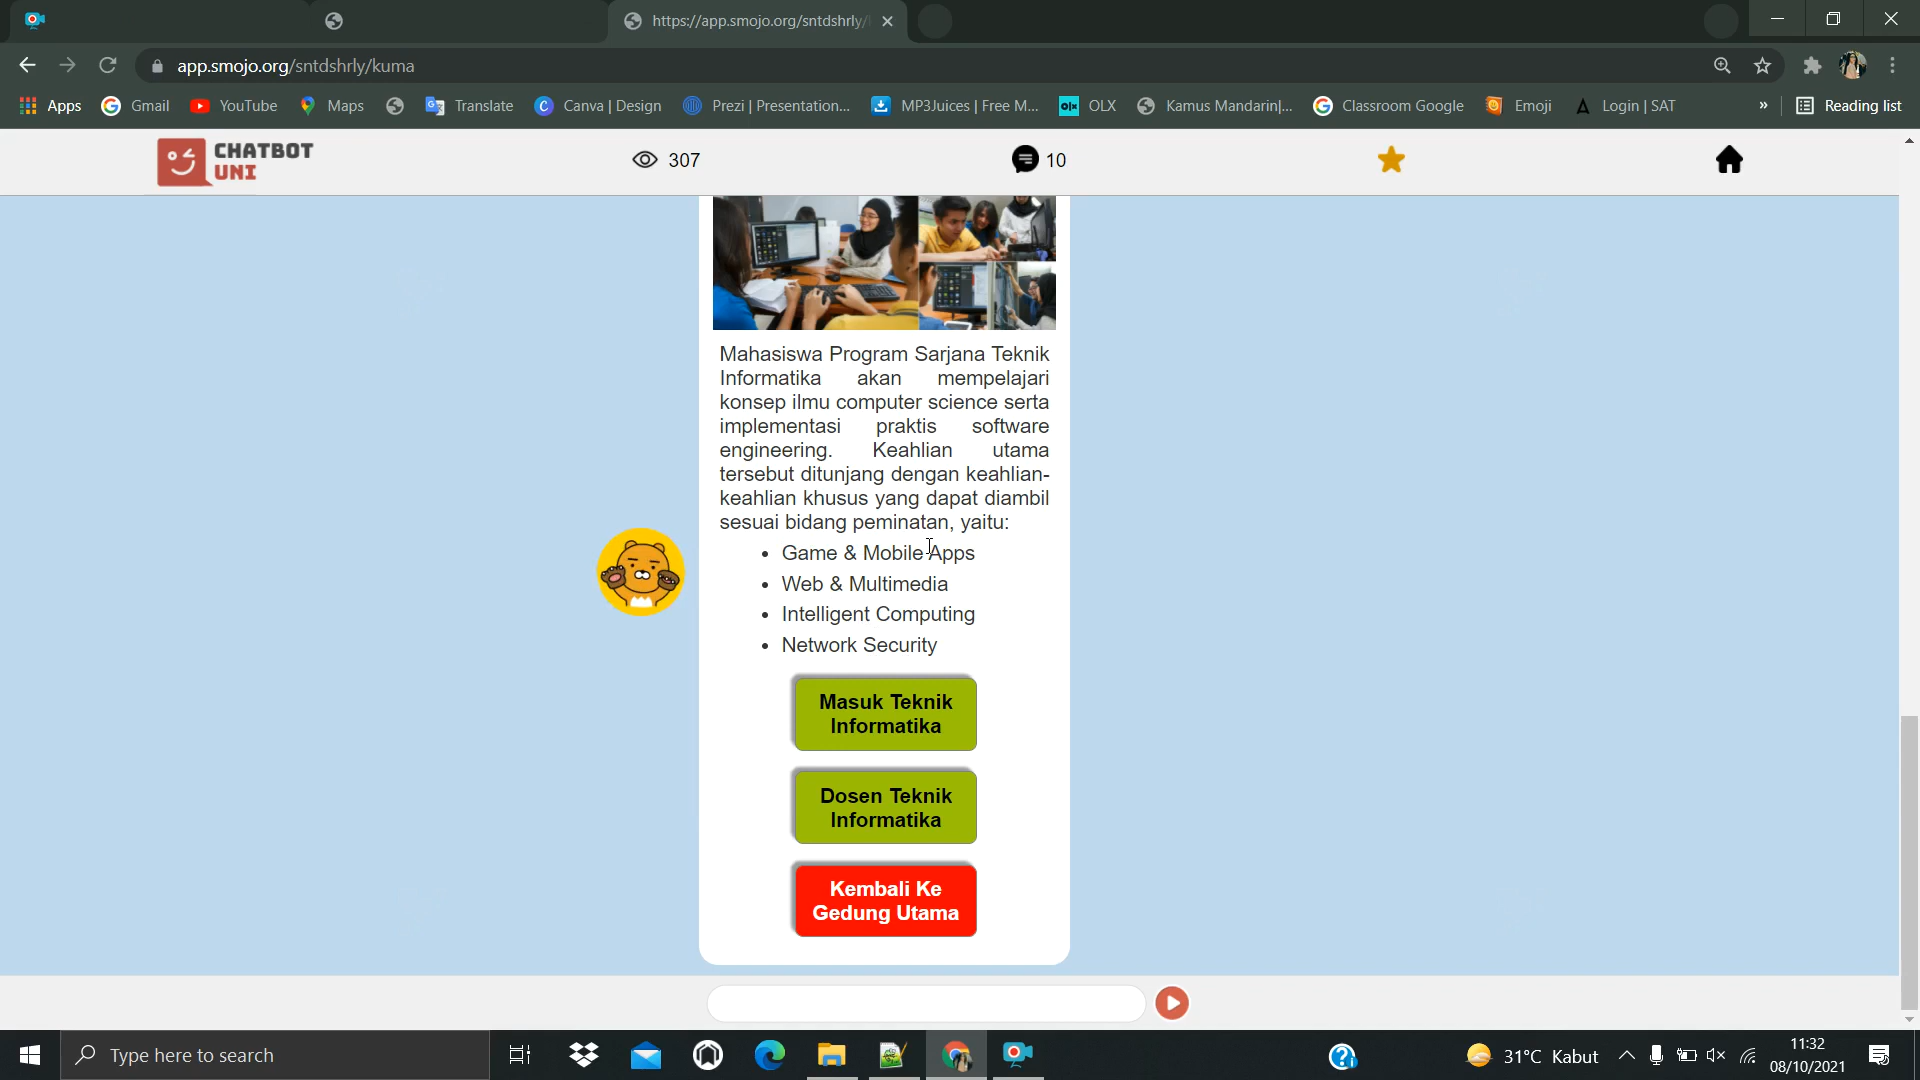 https://app.smojo.org/sntdshrly/
app.smojo.org/sntdshrly/kuma
Apps
Gmail
YouTube
Maps
Translate
Canva | Design
Prezi | Presentation...
MP3Juices | Free M...
OLX
Kamus Mandarin|...
Classroom Google
Emoji
Login | SAT
»
Reading list
CHATBOT
UNI
307
10
Mahasiswa Program Sarjana Teknik
Informatika akan mempelajari
konsep ilmu computer science serta
implementasi praktis software
engineering. Keahlian utama
tersebut ditunjang dengan keahlian-
keahlian khusus yang dapat diambil
sesuai bidang peminatan, yaitu:
• Game & Mobile Apps
• Web & Multimedia
• Intelligent Computing
• Network Security
Masuk Teknik
Informatika
Dosen Teknik
Informatika
Kembali Ke
Gedung Utama
Type here to search
31°C Kabut
11:32
08/10/2021